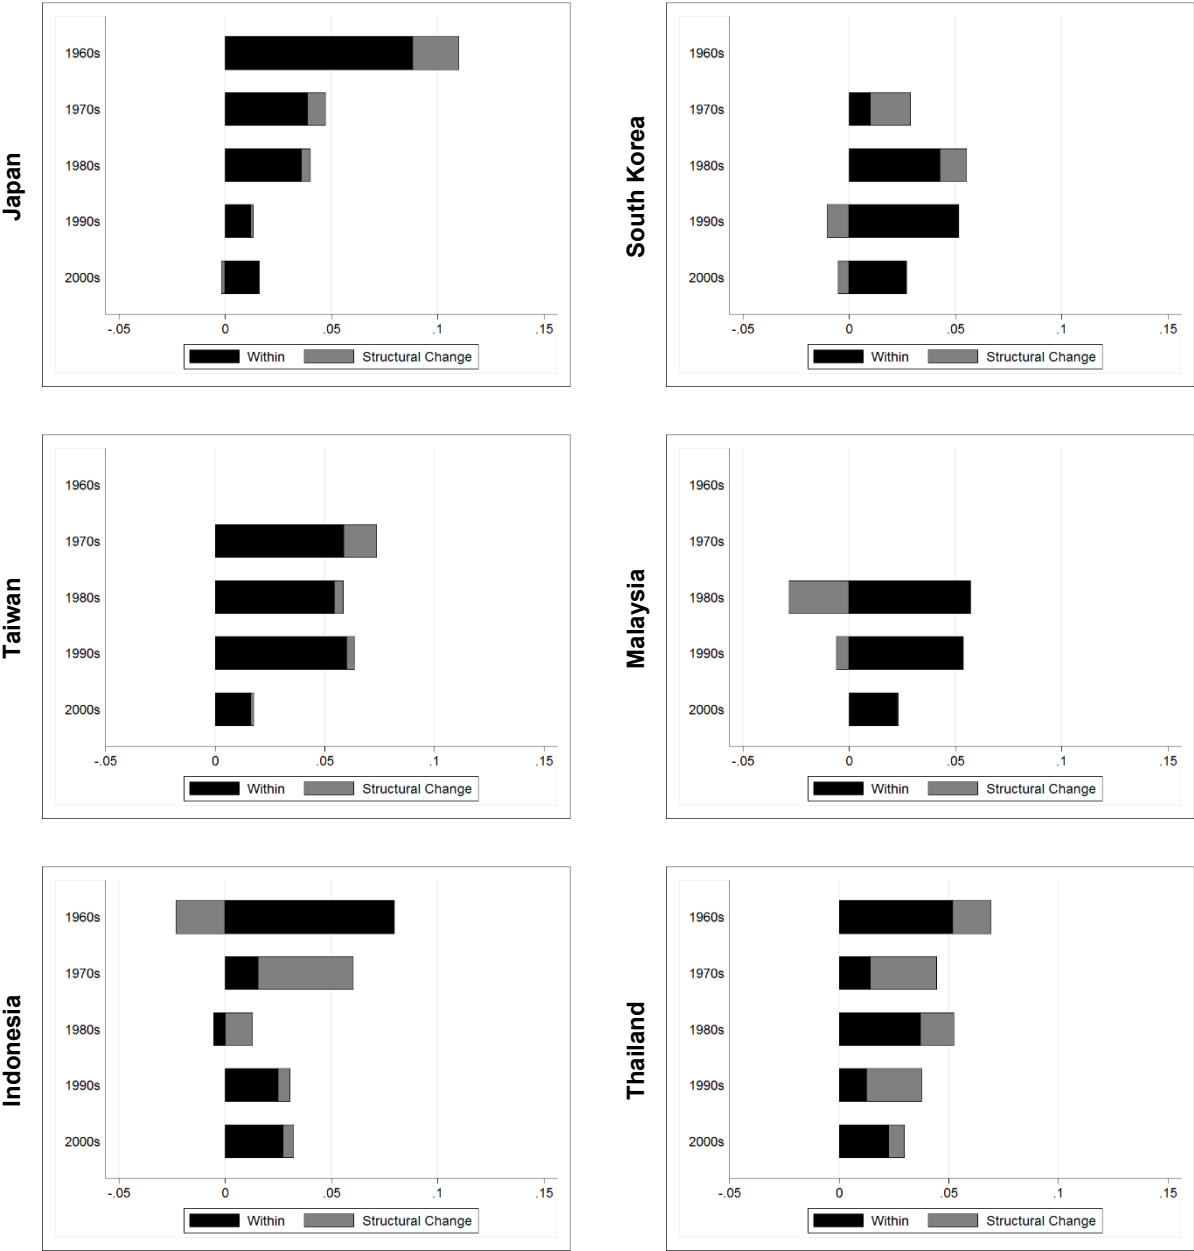 Japan
1960s
1970s
1980s
1990s
2000s
-.05 0 .05 .1 .15
Within Structural Change
South Korea
1960s
1970s
1980s
1990s
2000s
-.05 0 .05 .1 .15
Within Structural Change
Taiwan
1960s
1970s
1980s
1990s
2000s
-.05 0 .05 .1 .15
Within Structural Change
Malaysia
1960s
1970s
1980s
1990s
2000s
-.05 0 .05 .1 .15
Within Structural Change
Indonesia
1960s
1970s
1980s
1990s
2000s
-.05 0 .05 .1 .15
Within Structural Change
Thailand
1960s
1970s
1980s
1990s
2000s
-.05 0 .05 .1 .15
Within Structural Change